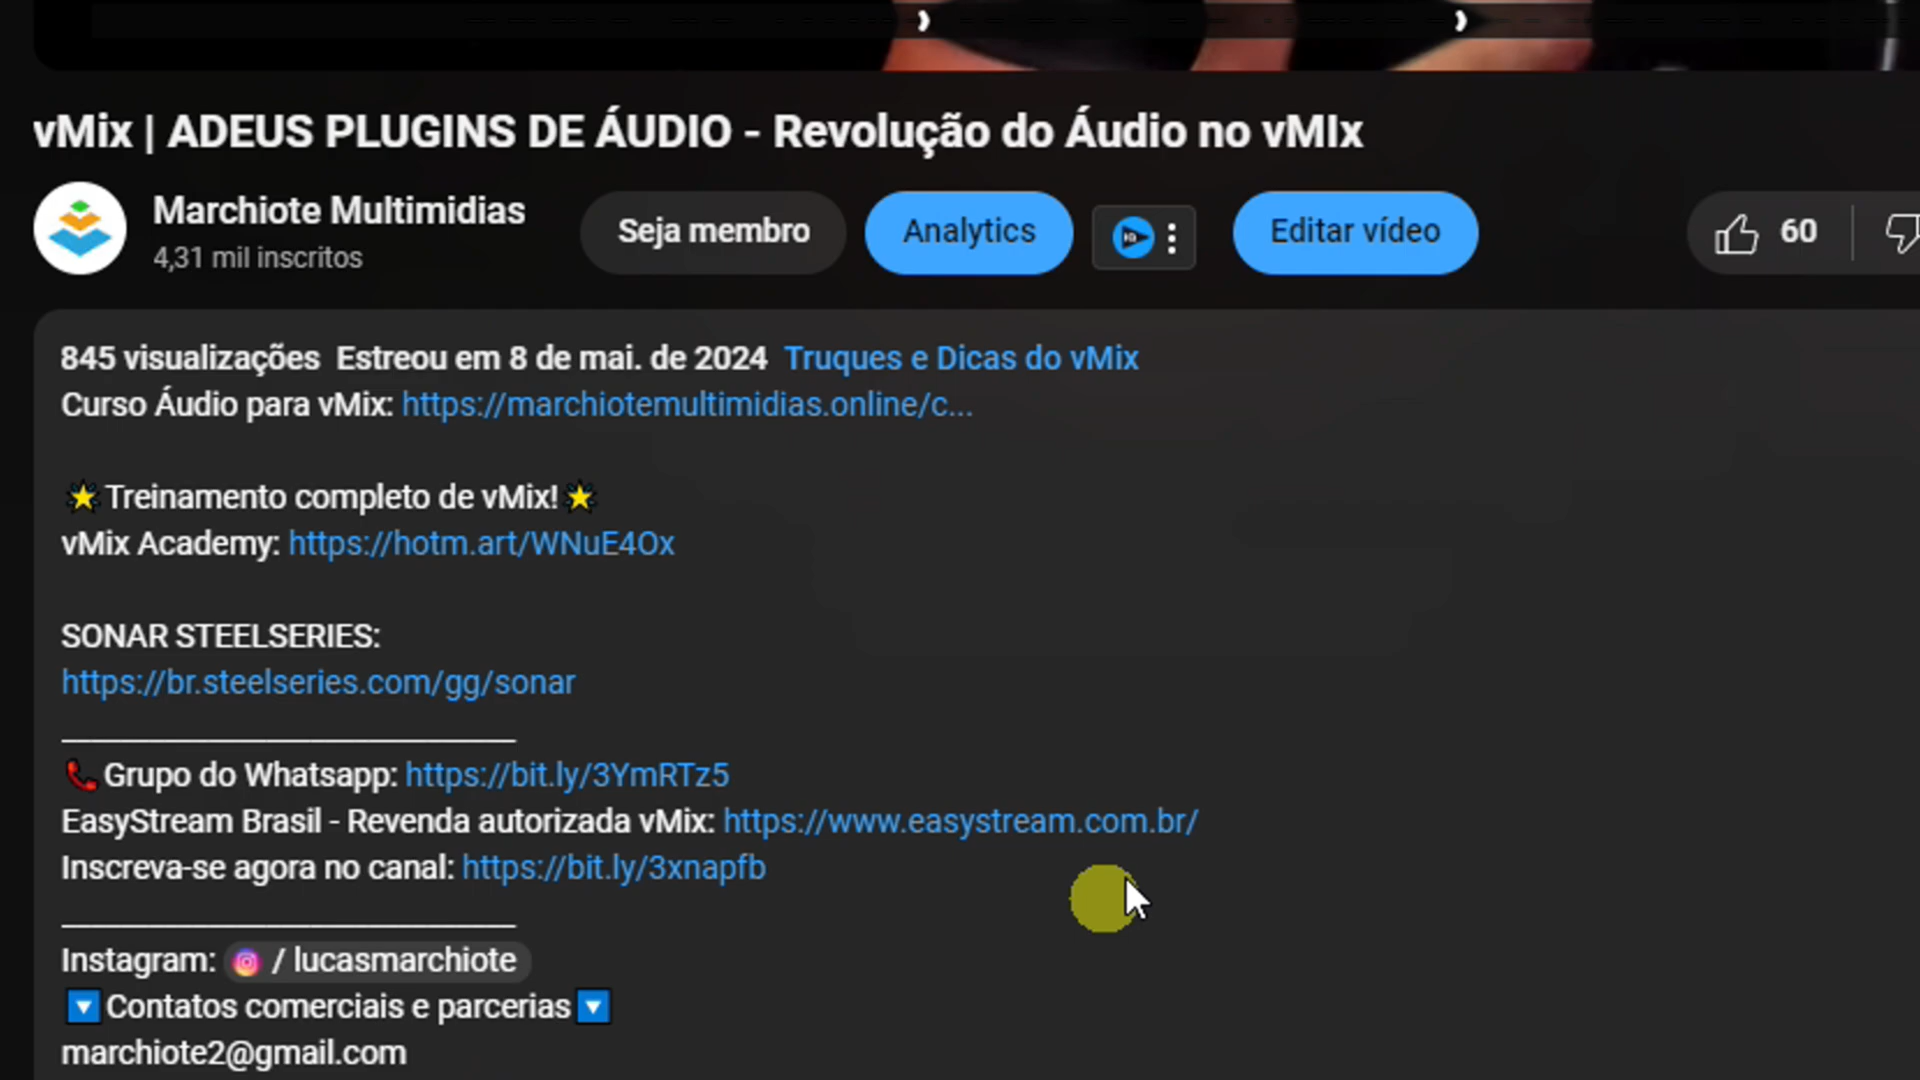 vMix | ADEUS PLUGINS DE ÁUDIO - Revolução do Áudio no vMIx
Marchiote Multimidias
4,31 mil inscritos
Seja membro
Analytics
Editar vídeo
60
845 visualizações Estreou em 8 de mai. de 2024 Truques e Dicas do vMix
Curso Áudio para vMix: https://marchiotemultimidias.online/c...
🌟Treinamento completo de vMix!🌟
vMix Academy: https://hotm.art/WNuE4Ox
SONAR STEELSERIES:
https://br.steelseries.com/gg/sonar
____________________________
📞Grupo do Whatsapp: https://bit.ly/3YmRTz5
EasyStream Brasil - Revenda autorizada vMix: https://www.easystream.com.br/
Inscreva-se agora no canal: https://bit.ly/3xnapfb
____________________________
Instagram: / lucasmarchiote
🔽Contatos comerciais e parcerias🔽
marchiote2@gmail.com